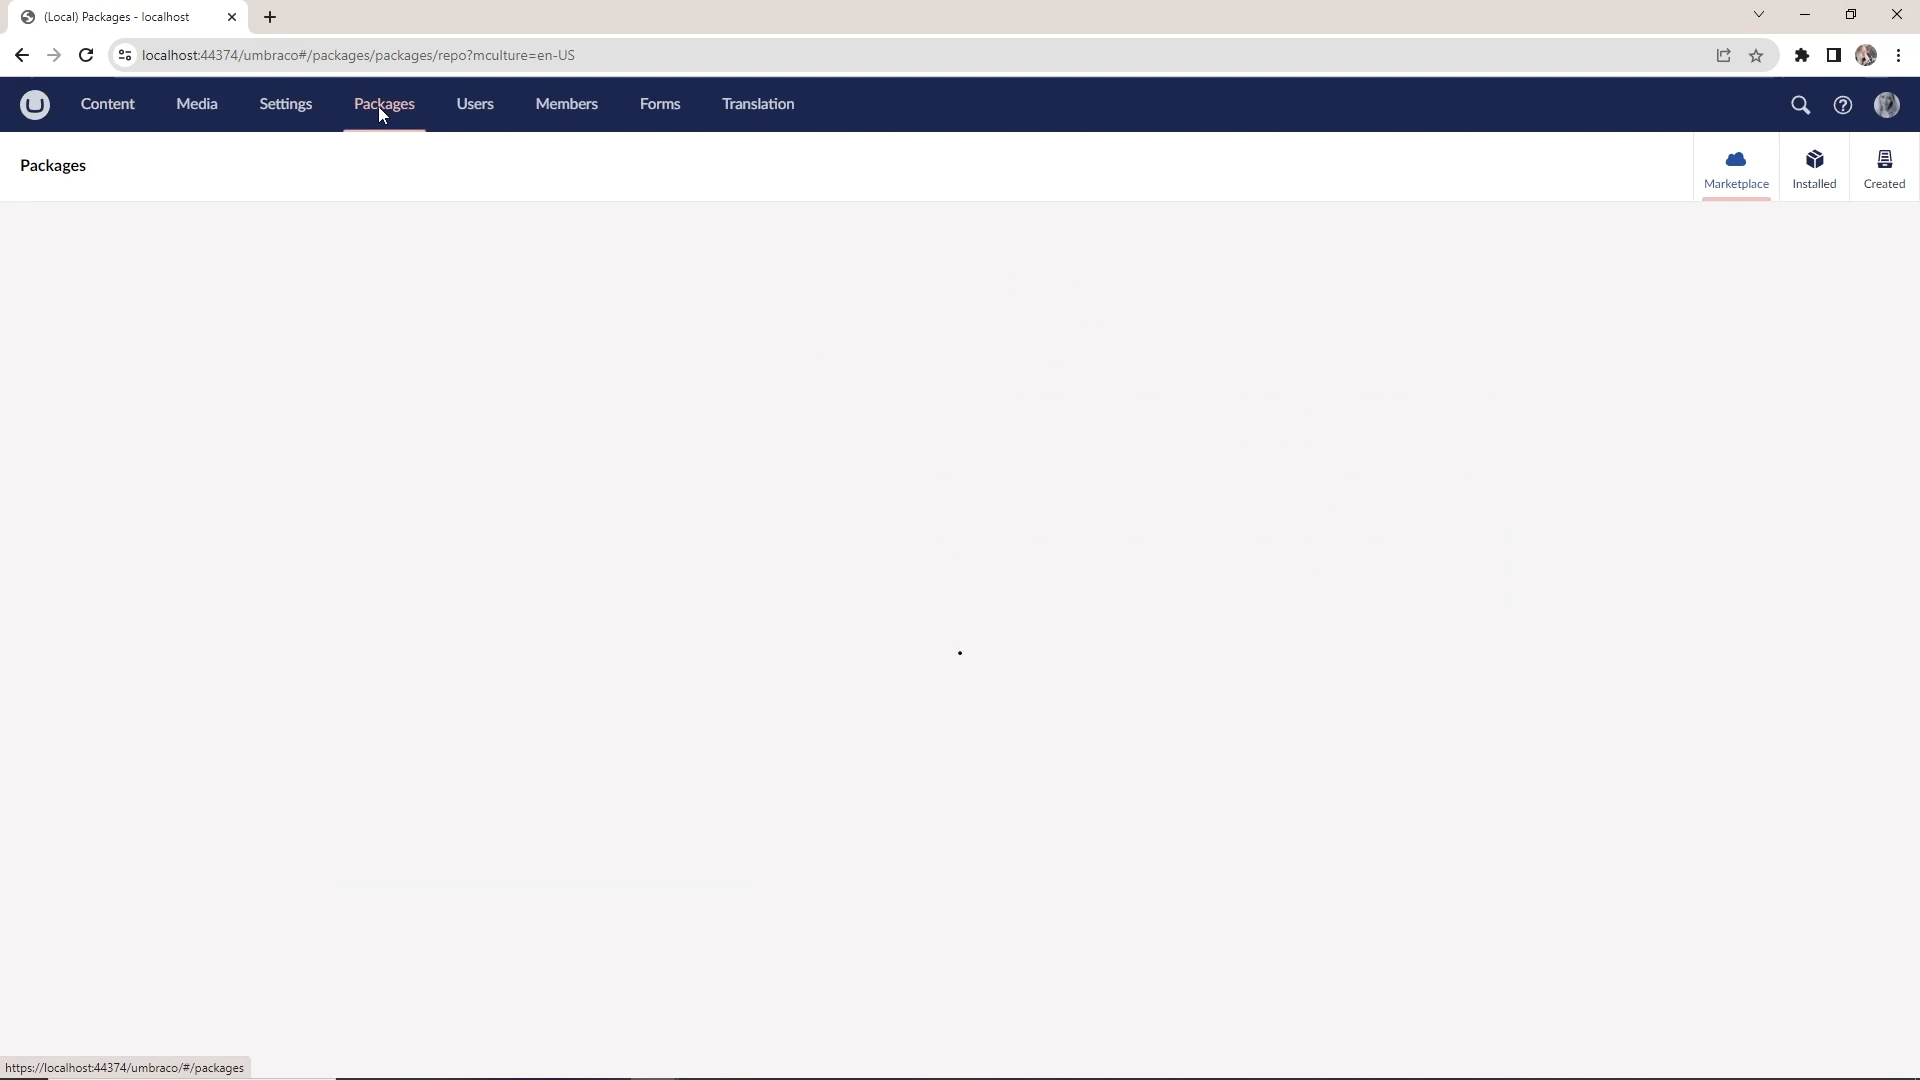 (Local) Packages - localhost
localhost:44374/umbraco#/packages/packages/repo?mculture=en-US
Content Media Settings Packages Users Members Forms Translation
Packages
Marketplace Installed Created
https://localhost:44374/umbraco/#/packages